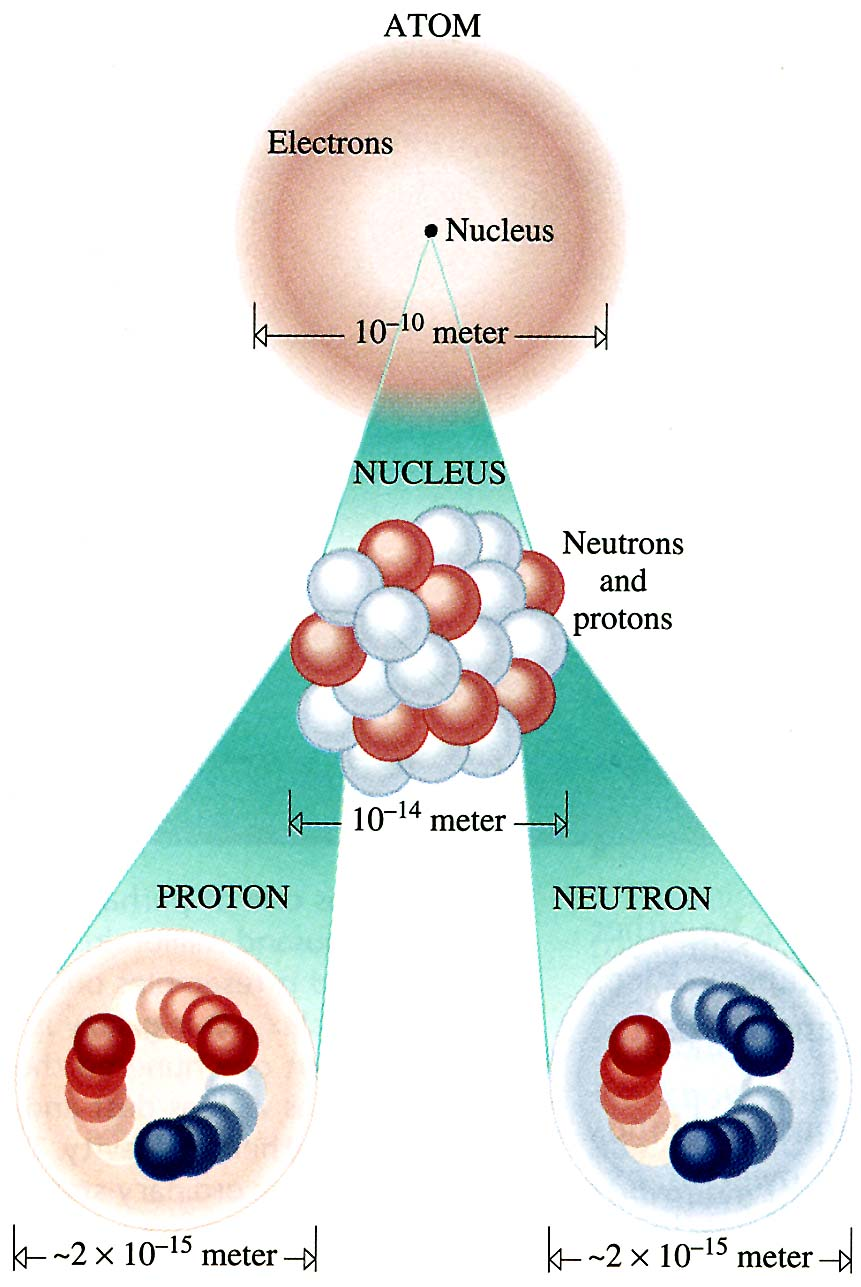 ATOM
Electrons
Nucleus
10⁻¹⁰ meter
NUCLEUS
Neutrons
and
protons
10⁻¹⁴ meter
PROTON
NEUTRON
~2 × 10⁻¹⁵ meter
~2 × 10⁻¹⁵ meter